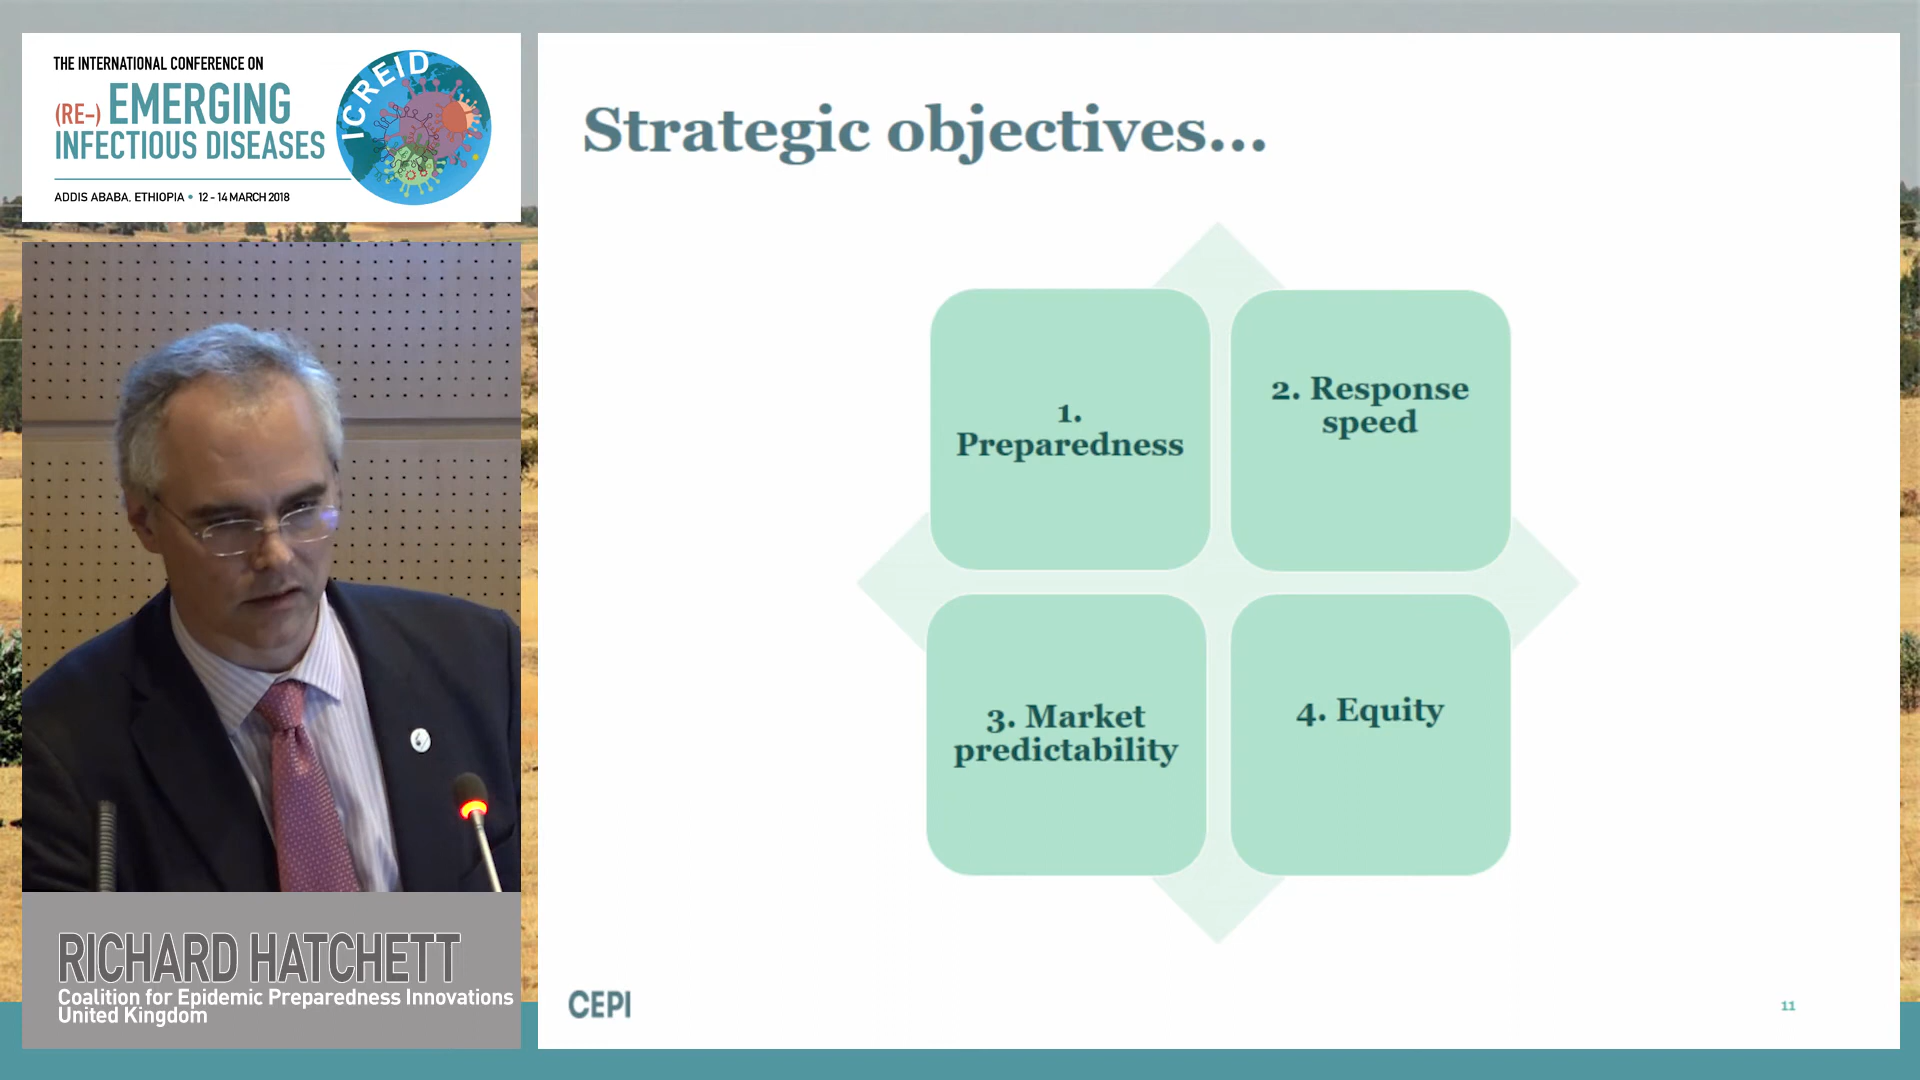 THE INTERNATIONAL CONFERENCE ON
(RE-) EMERGING
INFECTIOUS DISEASES
ADDIS ABABA, ETHIOPIA • 12 - 14 MARCH 2018
ICREID
RICHARD HATCHETT
Coalition for Epidemic Preparedness Innovations
United Kingdom
Strategic objectives...
1.
Preparedness
2. Response
speed
3. Market
predictability
4. Equity
CEPI
11